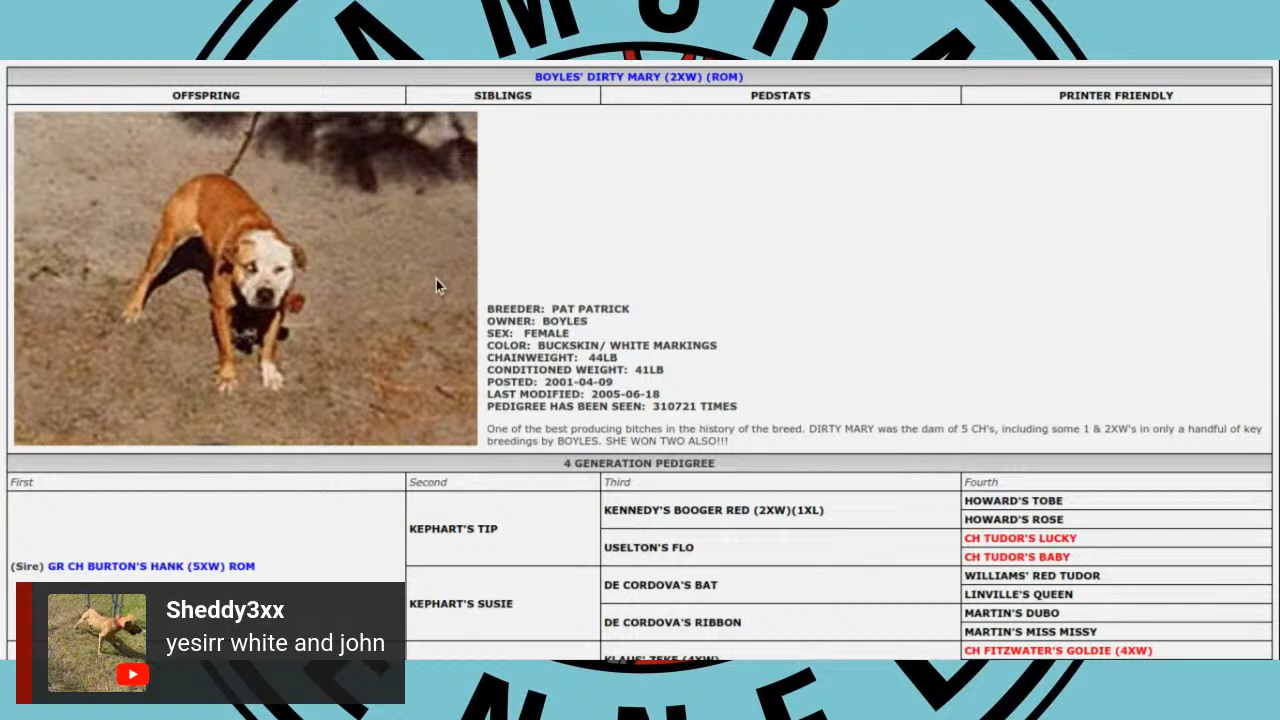 BOYLES' DIRTY MARY (2XW) (ROM)
OFFSPRING SIBLINGS PEDSTATS PRINTER FRIENDLY
BREEDER: PAT PATRICK
OWNER: BOYLES
SEX: FEMALE
COLOR: BUCKSKIN/ WHITE MARKINGS
CHAINWEIGHT: 44LB
CONDITIONED WEIGHT: 41LB
POSTED: 2001-04-09
LAST MODIFIED: 2005-06-18
PEDIGREE HAS BEEN SEEN: 310721 TIMES
One of the best producing bitches in the history of the breed. DIRTY MARY was the dam of 5 CH's, including some 1 & 2XW's in only a handful of key
breedings by BOYLES. SHE WON TWO ALSO!!!
4 GENERATION PEDIGREE
First Second Third Fourth
(Sire) GR CH BURTON'S HANK (5XW) ROM
KEPHART'S TIP
KEPHART'S SUSIE
KENNEDY'S BOOGER RED (2XW)(1XL)
USELTON'S FLO
DE CORDOVA'S BAT
DE CORDOVA'S RIBBON
KLAUS' ZEKE (4XW)
HOWARD'S TOBE
HOWARD'S ROSE
CH TUDOR'S LUCKY
CH TUDOR'S BABY
WILLIAMS' RED TUDOR
LINVILLE'S QUEEN
MARTIN'S DUBO
MARTIN'S MISS MISSY
CH FITZWATER'S GOLDIE (4XW)
Sheddy3xx
yesirr white and john